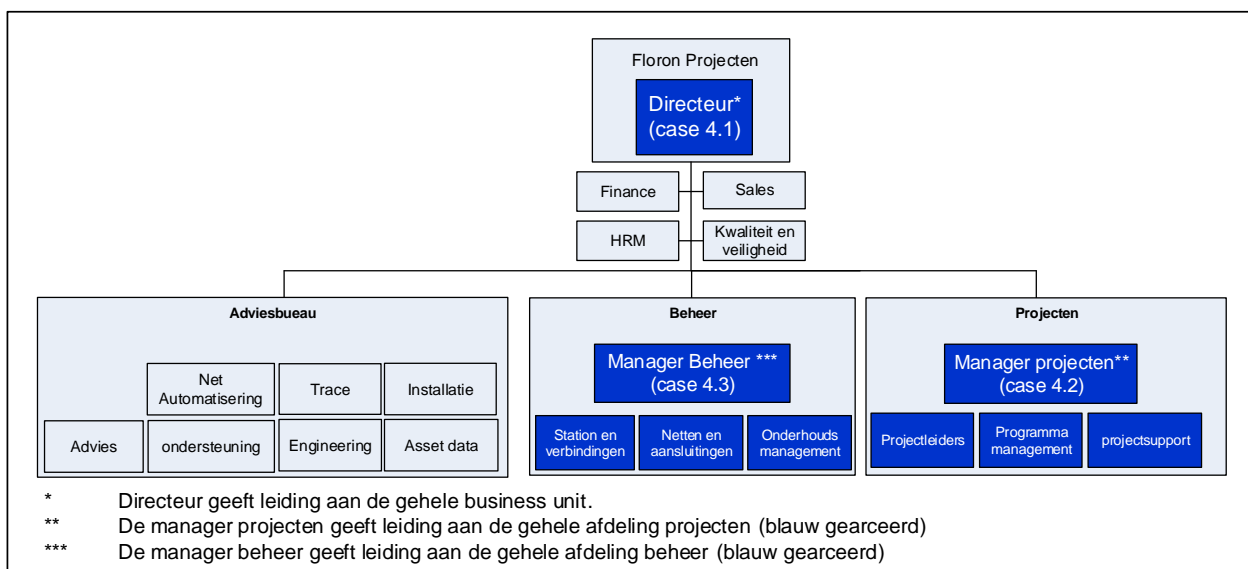 Floron Projecten
Directeur*
(case 4.1)
Finance
Sales
HRM
Kwaliteit en
veiligheid
Adviesbueau
Net
Automatisering
Trace
Installatie
Advies
ondersteuning
Engineering
Asset data
Beheer
Manager Beheer ***
(case 4.3)
Station en
verbindingen
Netten en
aansluitingen
Onderhouds
management
Projecten
Manager projecten**
(case 4.2)
Projectleiders
Programma
management
projectsupport
* Directeur geeft leiding aan de gehele business unit.
** De manager projecten geeft leiding aan de gehele afdeling projecten (blauw gearceerd)
*** De manager beheer geeft leiding aan de gehele afdeling beheer (blauw gearceerd)